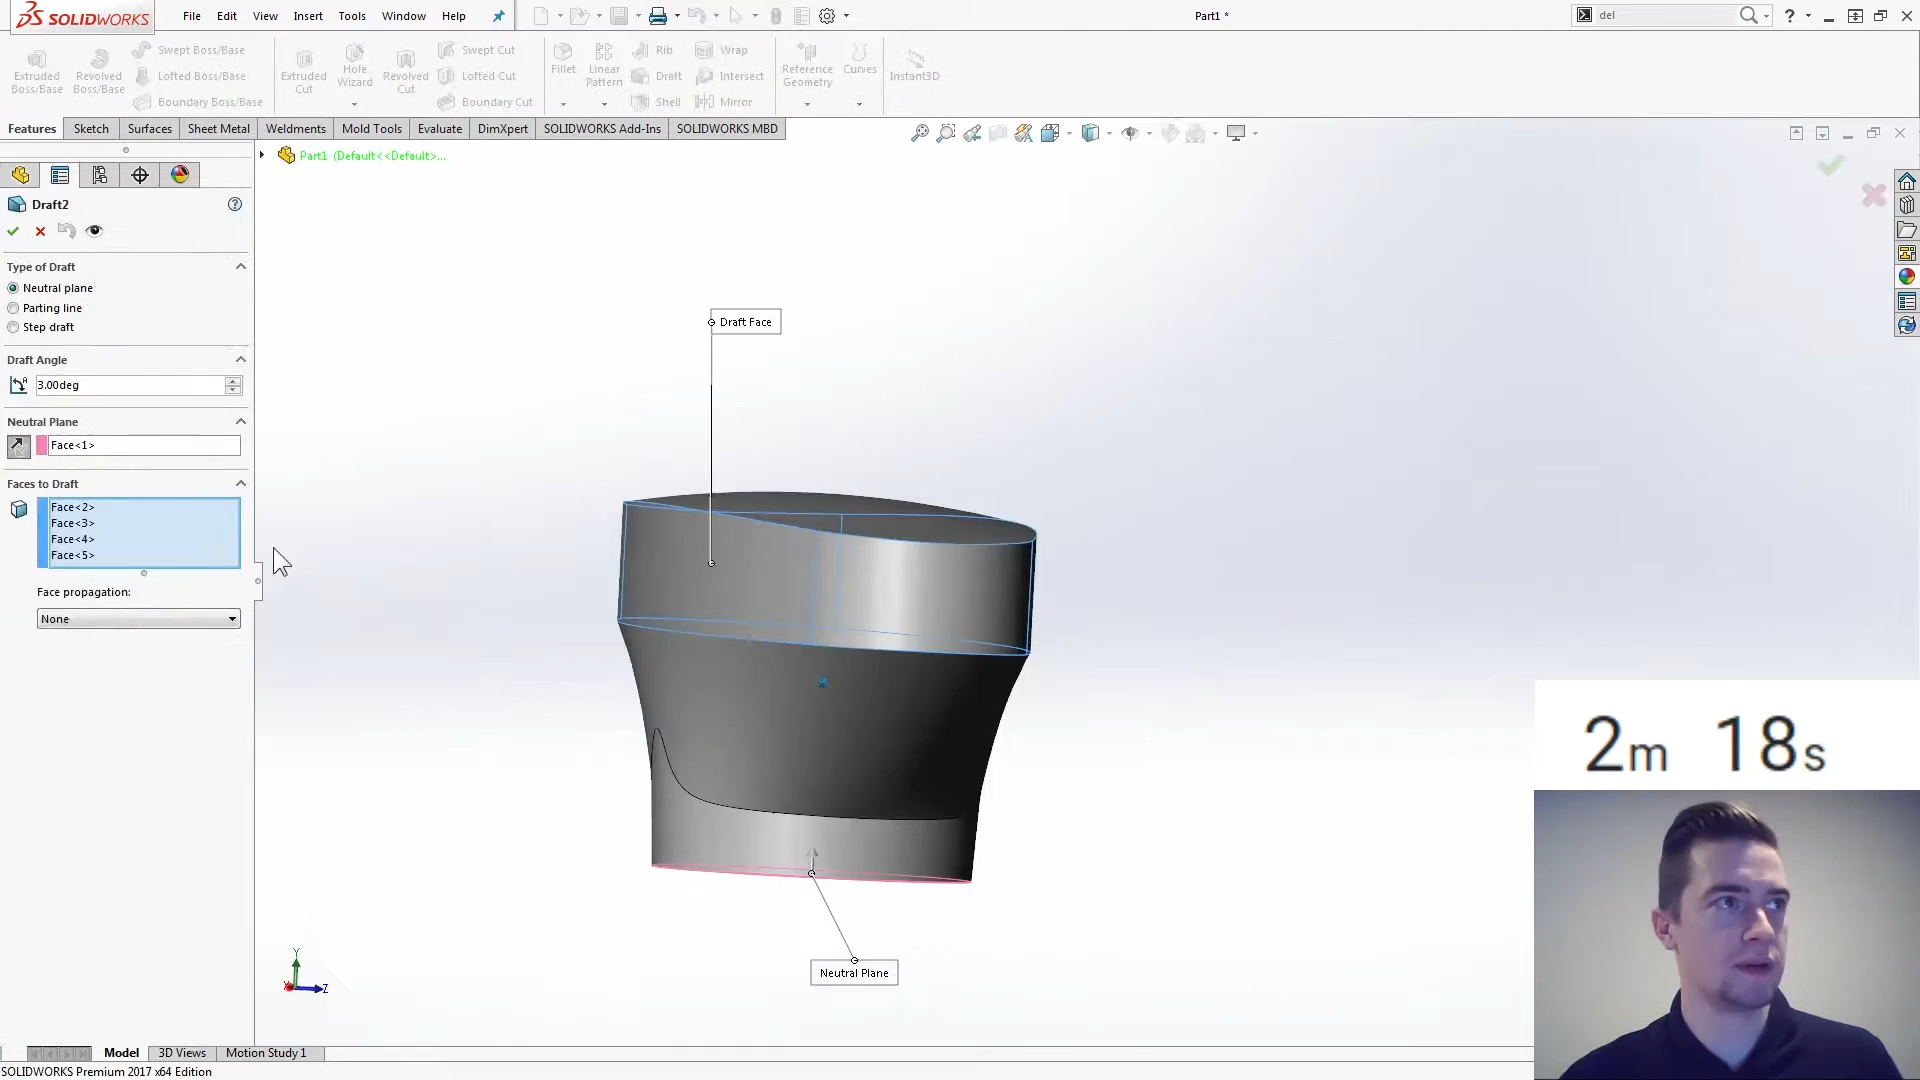 SOLIDWORKS
File Edit View Insert Tools Window Help
Part1 *
del
?
Extruded Boss/Base
Revolved Boss/Base
Swept Boss/Base
Lofted Boss/Base
Boundary Boss/Base
Extruded Cut
Hole Wizard
Revolved Cut
Swept Cut
Lofted Cut
Boundary Cut
Fillet
Linear Pattern
Rib
Draft
Shell
Wrap
Intersect
Mirror
Reference Geometry
Curves
Instant3D
Features Sketch Surfaces Sheet Metal Weldments Mold Tools Evaluate DimXpert SOLIDWORKS Add-Ins SOLIDWORKS MBD
Part1 (Default<<Default>...
Draft2
Type of Draft
Neutral plane
Parting line
Step draft
Draft Angle
3.00deg
Neutral Plane
Face<1>
Faces to Draft
Face<2>
Face<3>
Face<4>
Face<5>
Face propagation:
None
Draft Face
Neutral Plane
Y
Z
2m 18s
Model 3D Views Motion Study 1
SOLIDWORKS Premium 2017 x64 Edition